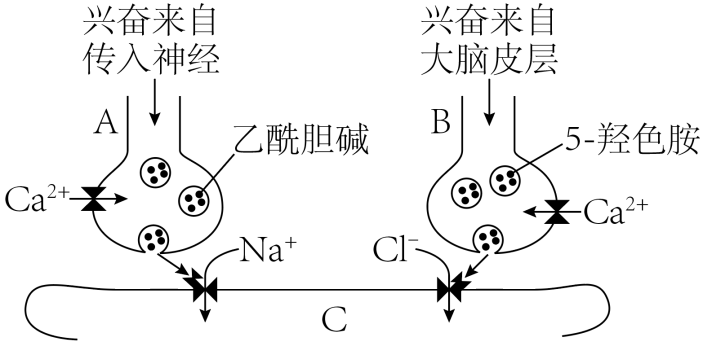 兴奋来自
传入神经
兴奋来自
大脑皮层
A
B
乙酰胆碱
5-羟色胺
Ca²⁺
Ca²⁺
Na⁺
Cl⁻
C